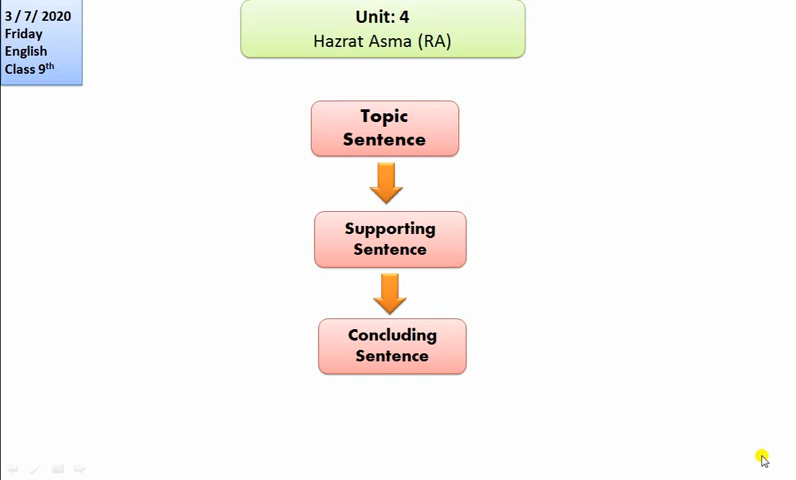 3 / 7/ 2020
Friday
English
Class 9th
Unit: 4
Hazrat Asma (RA)
Topic
Sentence
Supporting
Sentence
Concluding
Sentence